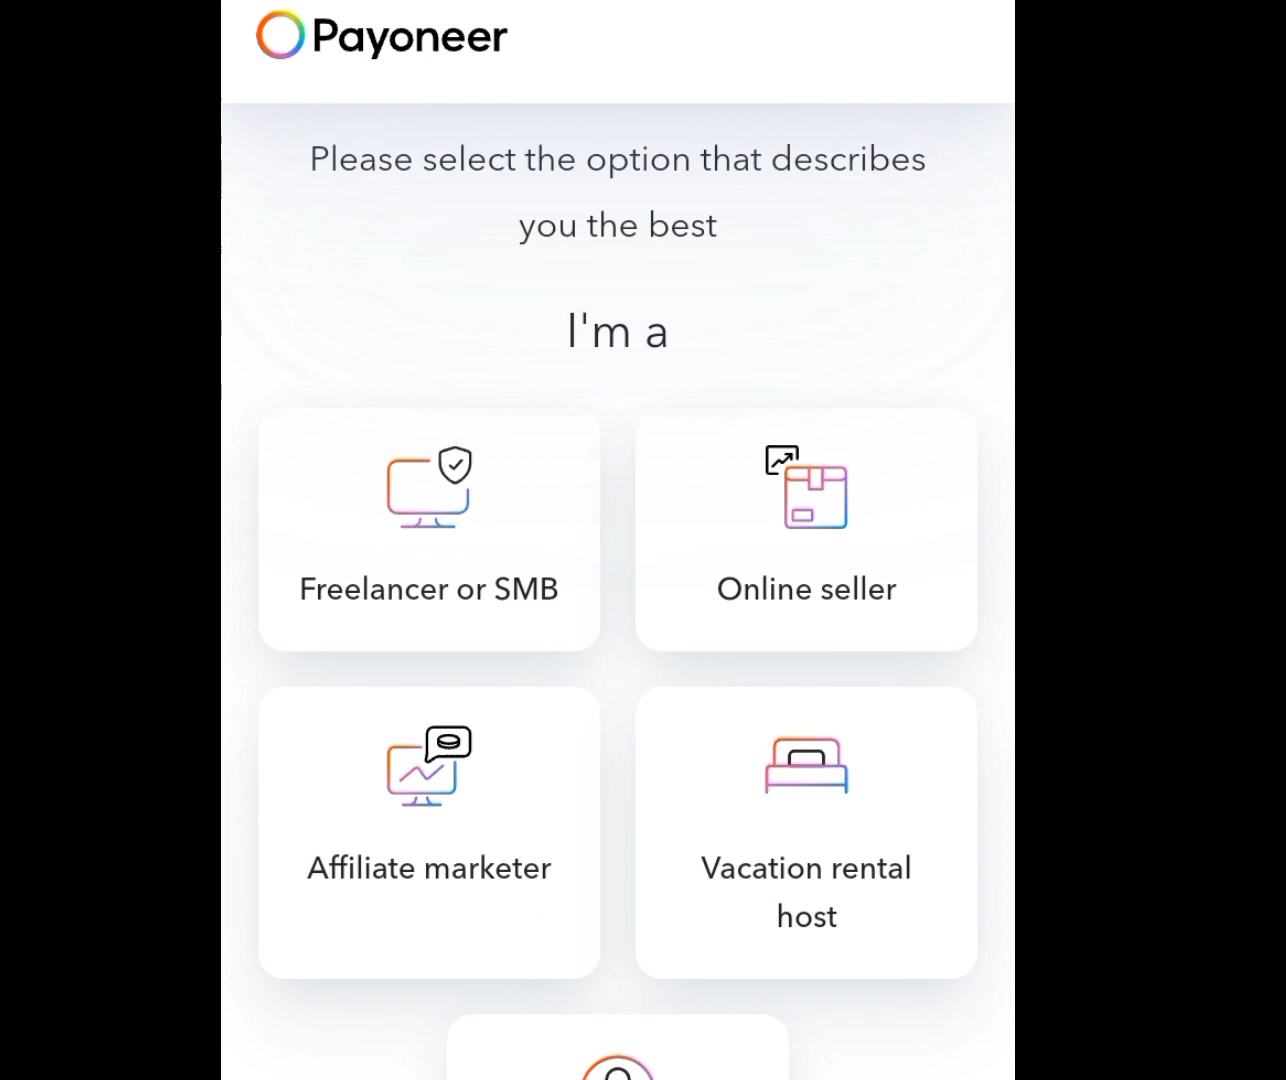 Payoneer
Please select the option that describes
you the best
I'm a
Freelancer or SMB
Online seller
Affiliate marketer
Vacation rental
host